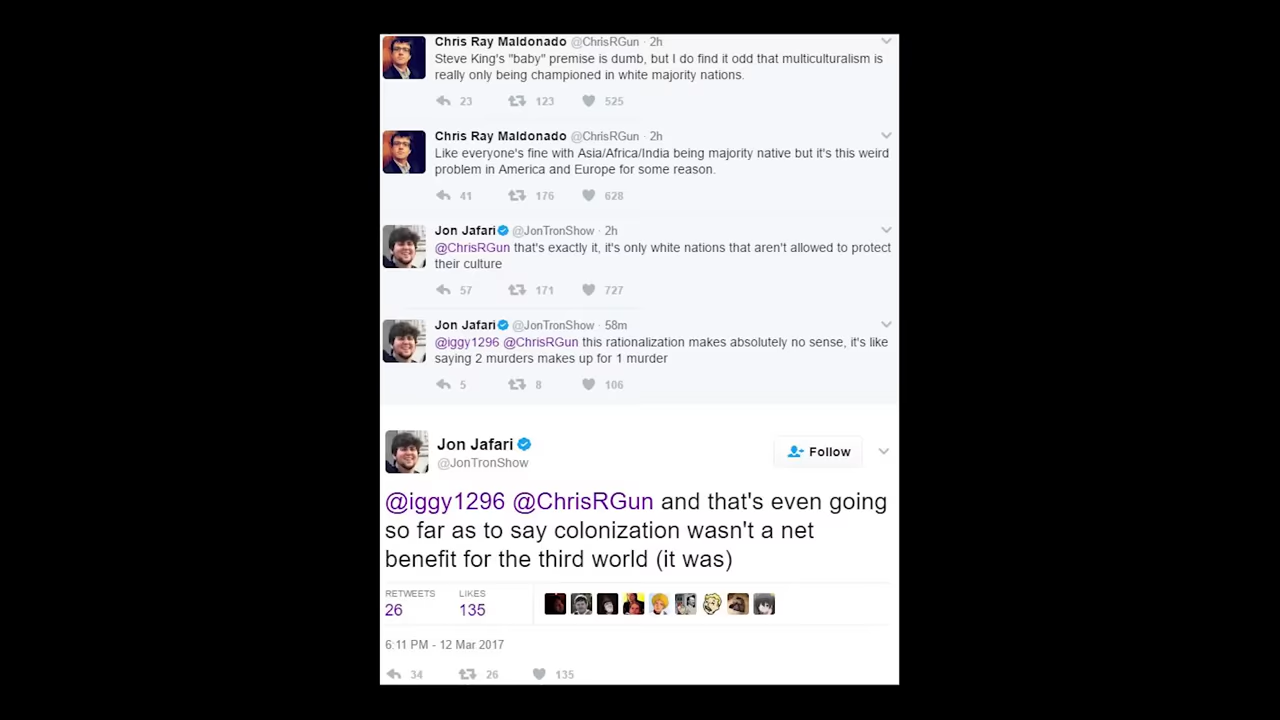 Chris Ray Maldonado @ChrisRGun · 2h
Steve King's "baby" premise is dumb, but I do find it odd that multiculturalism is
really only being championed in white majority nations.
23 123 525
Chris Ray Maldonado @ChrisRGun · 2h
Like everyone's fine with Asia/Africa/India being majority native but it's this weird
problem in America and Europe for some reason.
41 176 628
Jon Jafari @JonTronShow · 2h
@ChrisRGun that's exactly it, it's only white nations that aren't allowed to protect
their culture
57 171 727
Jon Jafari @JonTronShow · 58m
@iggy1296 @ChrisRGun this rationalization makes absolutely no sense, it's like
saying 2 murders makes up for 1 murder
5 8 106
Jon Jafari
@JonTronShow
Follow
@iggy1296 @ChrisRGun and that's even going
so far as to say colonization wasn't a net
benefit for the third world (it was)
RETWEETS LIKES
26 135
6:11 PM - 12 Mar 2017
34 26 135